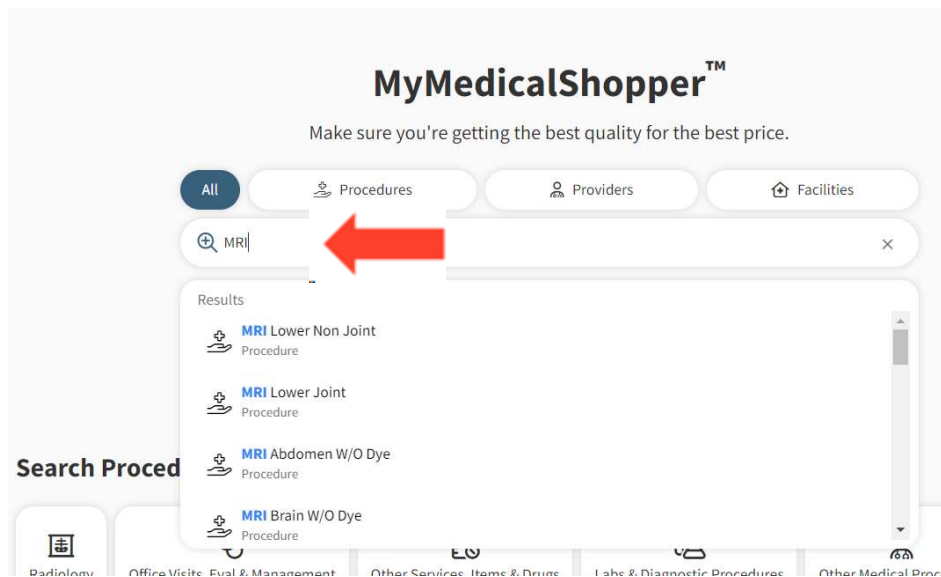 MyMedicalShopper™
Make sure you're getting the best quality for the best price.
All Procedures Providers Facilities
MRI
Results
MRI Lower Non Joint
Procedure
MRI Lower Joint
Procedure
MRI Abdomen W/O Dye
Procedure
MRI Brain W/O Dye
Procedure
Search Proced
Radiology Office Visits, Eval & Management Other Services, Items & Drugs Labs & Diagnostic Procedures Other Medical Proc